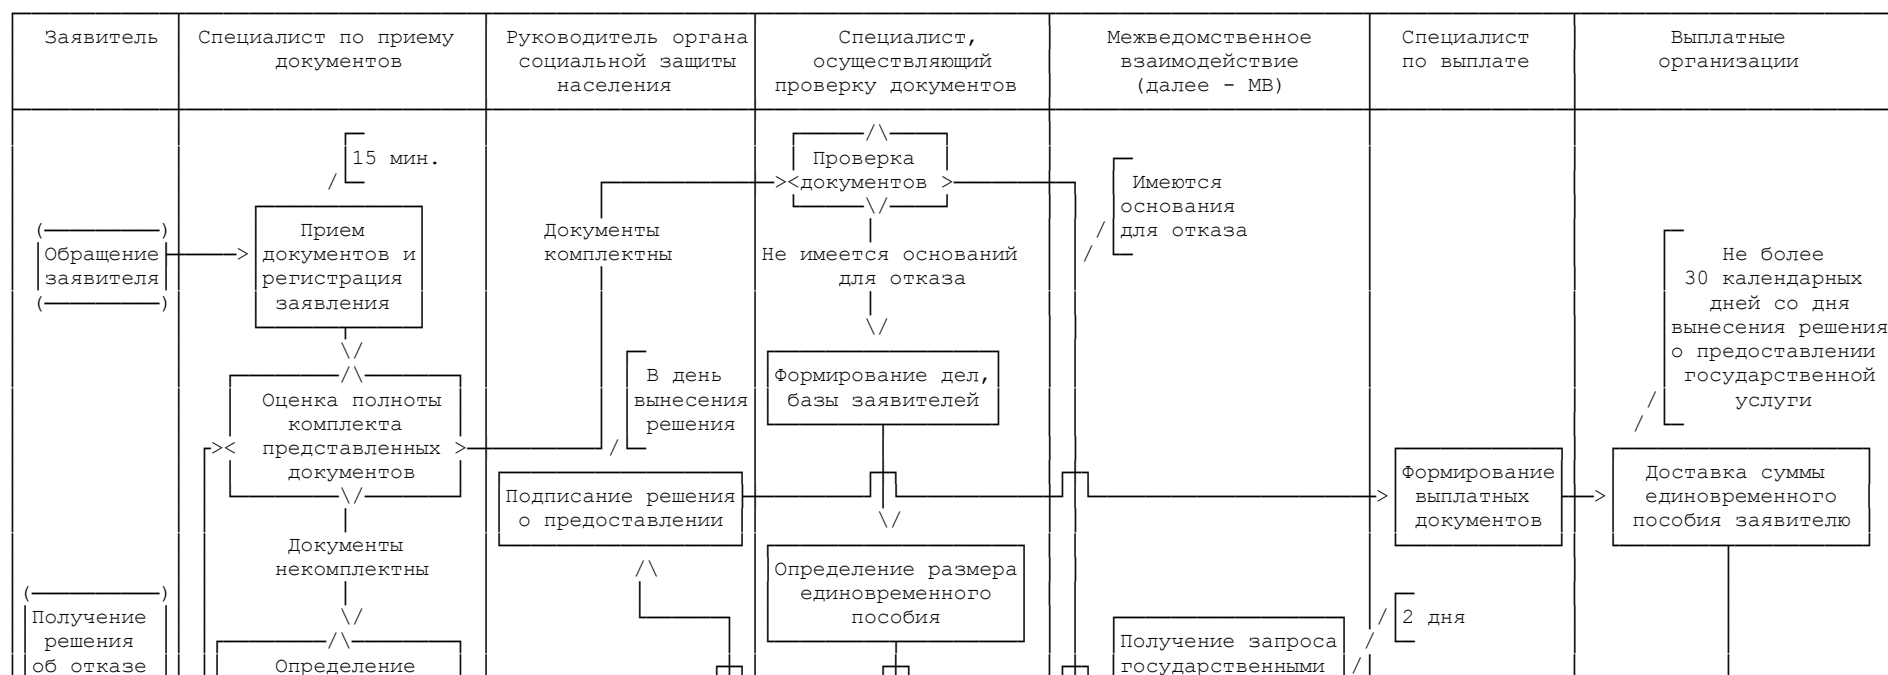 Заявитель
Специалист по приему
документов
Руководитель органа
социальной защиты
населения
Специалист,
осуществляющий
проверку документов
Межведомственное
взаимодействие
(далее - МВ)
Специалист
по выплате
Выплатные
организации
15 мин.
Проверка
документов
Имеются
основания
для отказа
Обращение
заявителя
Прием
документов и
регистрация
заявления
Документы
комплектны
Не имеется оснований
для отказа
Не более
30 календарных
дней со дня
вынесения решения
о предоставлении
государственной
услуги
Оценка полноты
комплекта
представленных
документов
В день
вынесения
решения
Формирование дел,
базы заявителей
Подписание решения
о предоставлении
Формирование
выплатных
документов
Доставка суммы
единовременного
пособия заявителю
Документы
некомплектны
Определение размера
единовременного
пособия
2 дня
Получение
решения
об отказе
Определение
Получение запроса
государственными